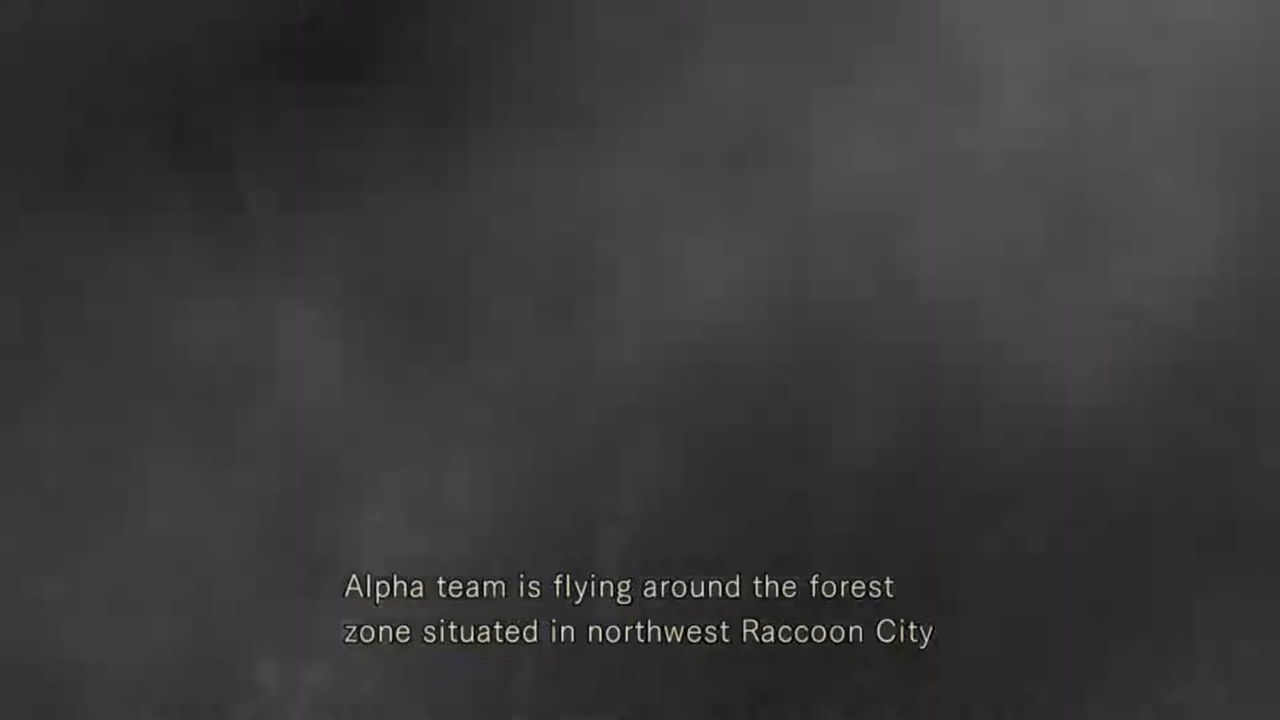 Alpha team is flying around the forest
zone situated in northwest Raccoon City